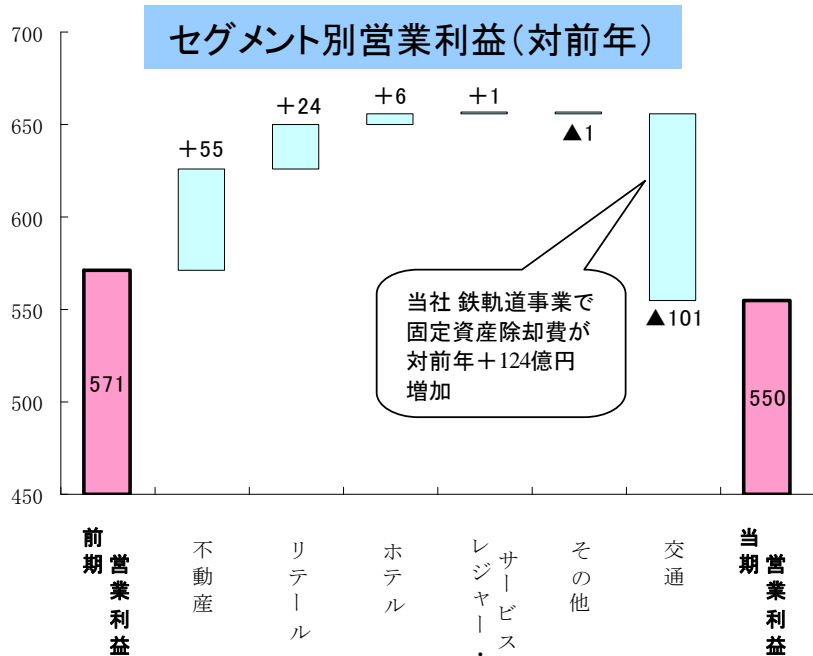 セグメント別営業利益（対前年）
700
650
600
550
500
450
＋55
＋24
＋6
＋1
▲1
▲101
571
550
当社 鉄軌道事業で
固定資産除却費が
対前年＋124億円
増加
前期
営業利益
不動産
リテール
ホテル
レジャー・
サービス
その他
交通
当期
営業利益